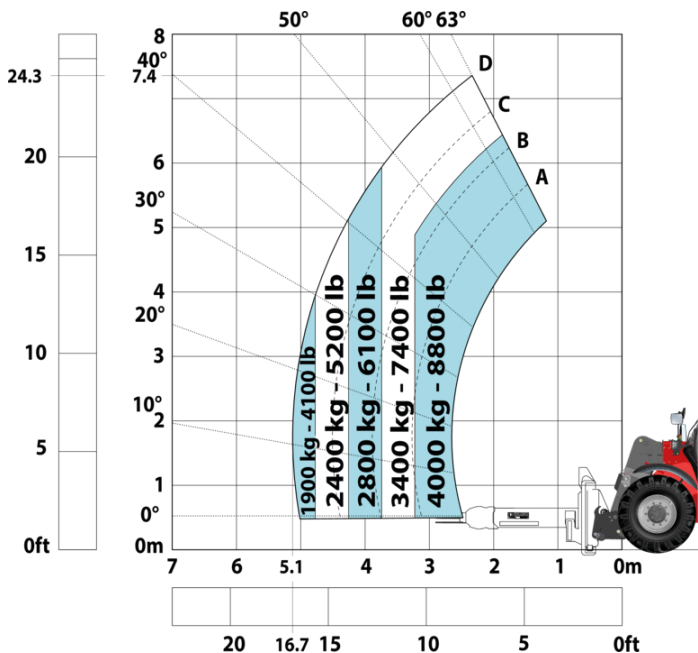 50°
60° 63°
8
40°
24.3
7.4
D
C
B
A
20
6
30°
15
5
4
20°
10
3
10°
2
5
1
0°
0ft
0m
1900 kg - 4100 lb
2400 kg - 5200 lb
2800 kg - 6100 lb
3400 kg - 7400 lb
4000 kg - 8800 lb
7 6 5.1 4 3 2 1 0m
20 16.7 15 10 5 0ft